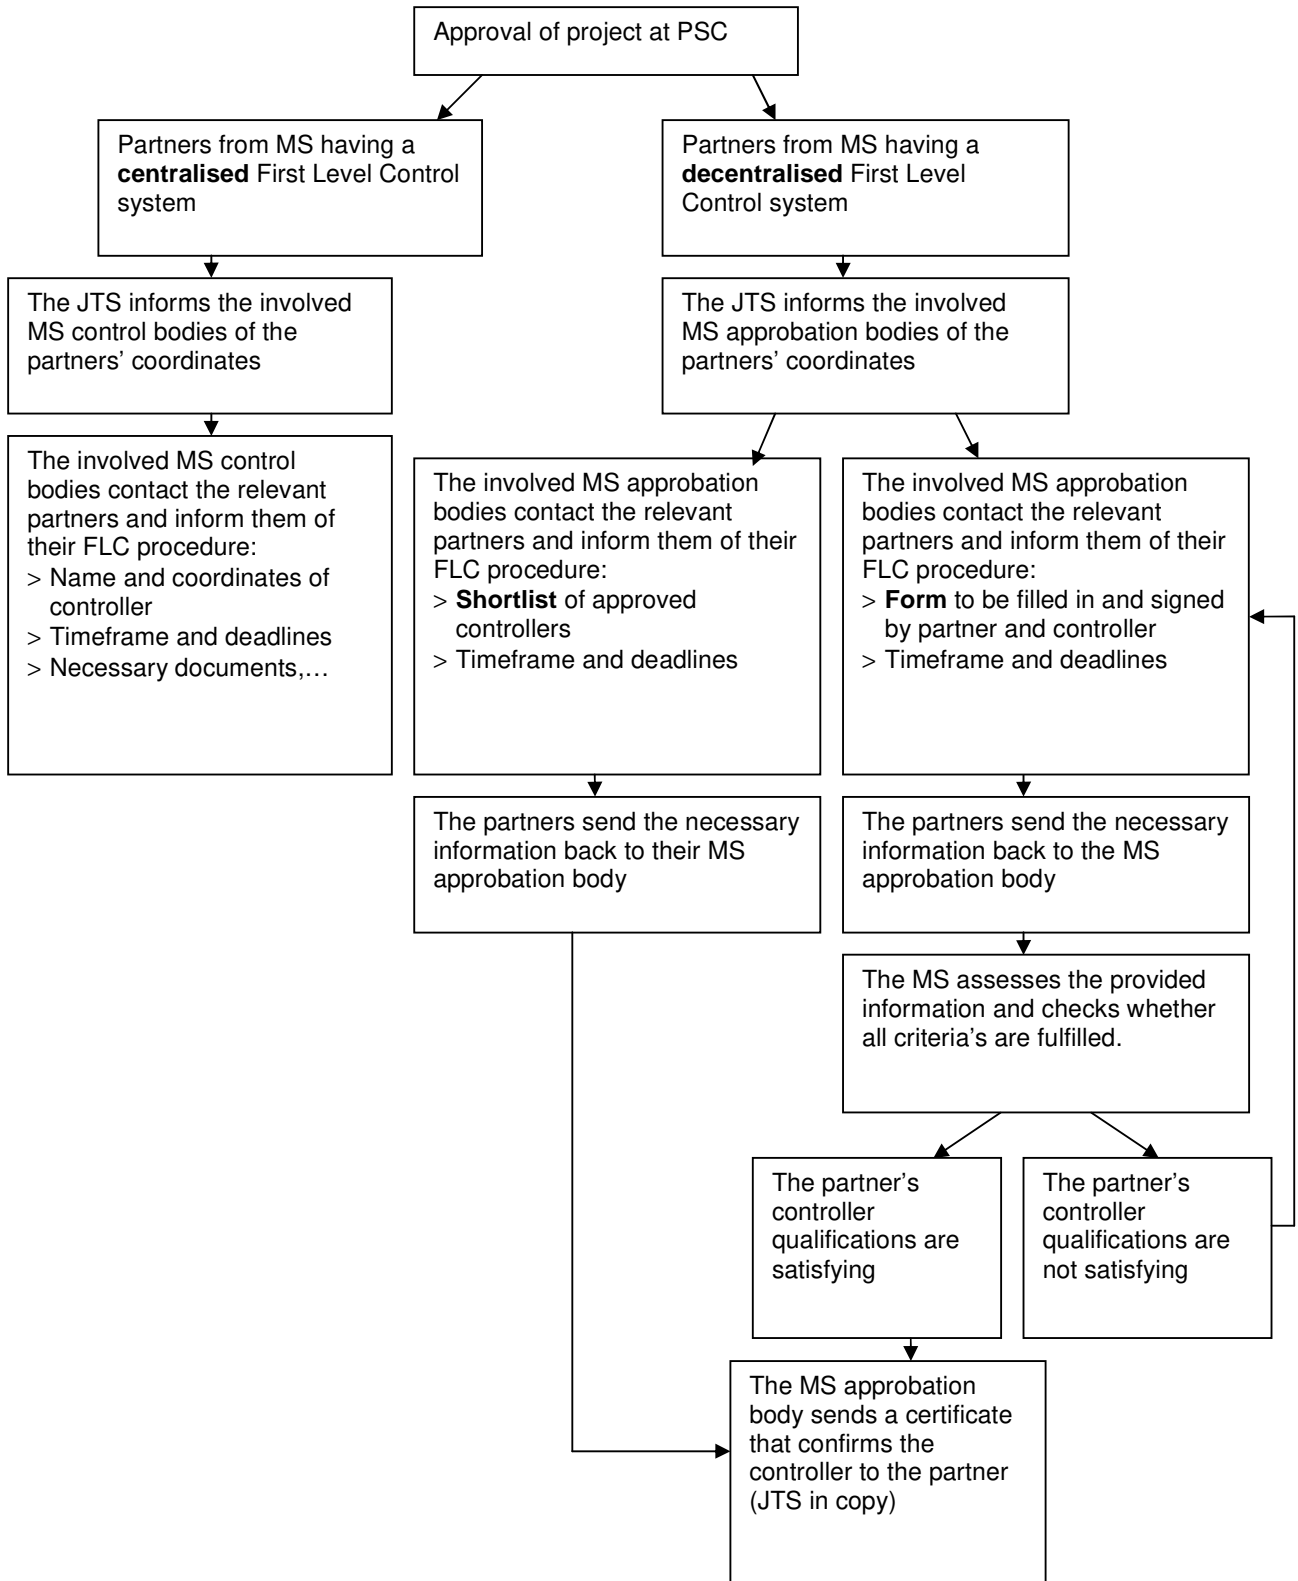 Approval of project at PSC
Partners from MS having a
centralised First Level Control
system
Partners from MS having a
decentralised First Level
Control system
The JTS informs the involved
MS control bodies of the
partners’ coordinates
The JTS informs the involved
MS approbation bodies of the
partners’ coordinates
The involved MS control
bodies contact the relevant
partners and inform them of
their FLC procedure:
> Name and coordinates of
controller
> Timeframe and deadlines
> Necessary documents,…
The involved MS approbation
bodies contact the relevant
partners and inform them of their
FLC procedure:
> Shortlist of approved
controllers
> Timeframe and deadlines
The involved MS approbation
bodies contact the relevant
partners and inform them of their
FLC procedure:
> Form to be filled in and signed
by partner and controller
> Timeframe and deadlines
The partners send the necessary
information back to their MS
approbation body
The partners send the necessary
information back to the MS
approbation body
The MS assesses the provided
information and checks whether
all criteria's are fulfilled.
The partner’s
controller
qualifications are
satisfying
The partner’s
controller
qualifications are
not satisfying
The MS approbation
body sends a certificate
that confirms the
controller to the partner
(JTS in copy)